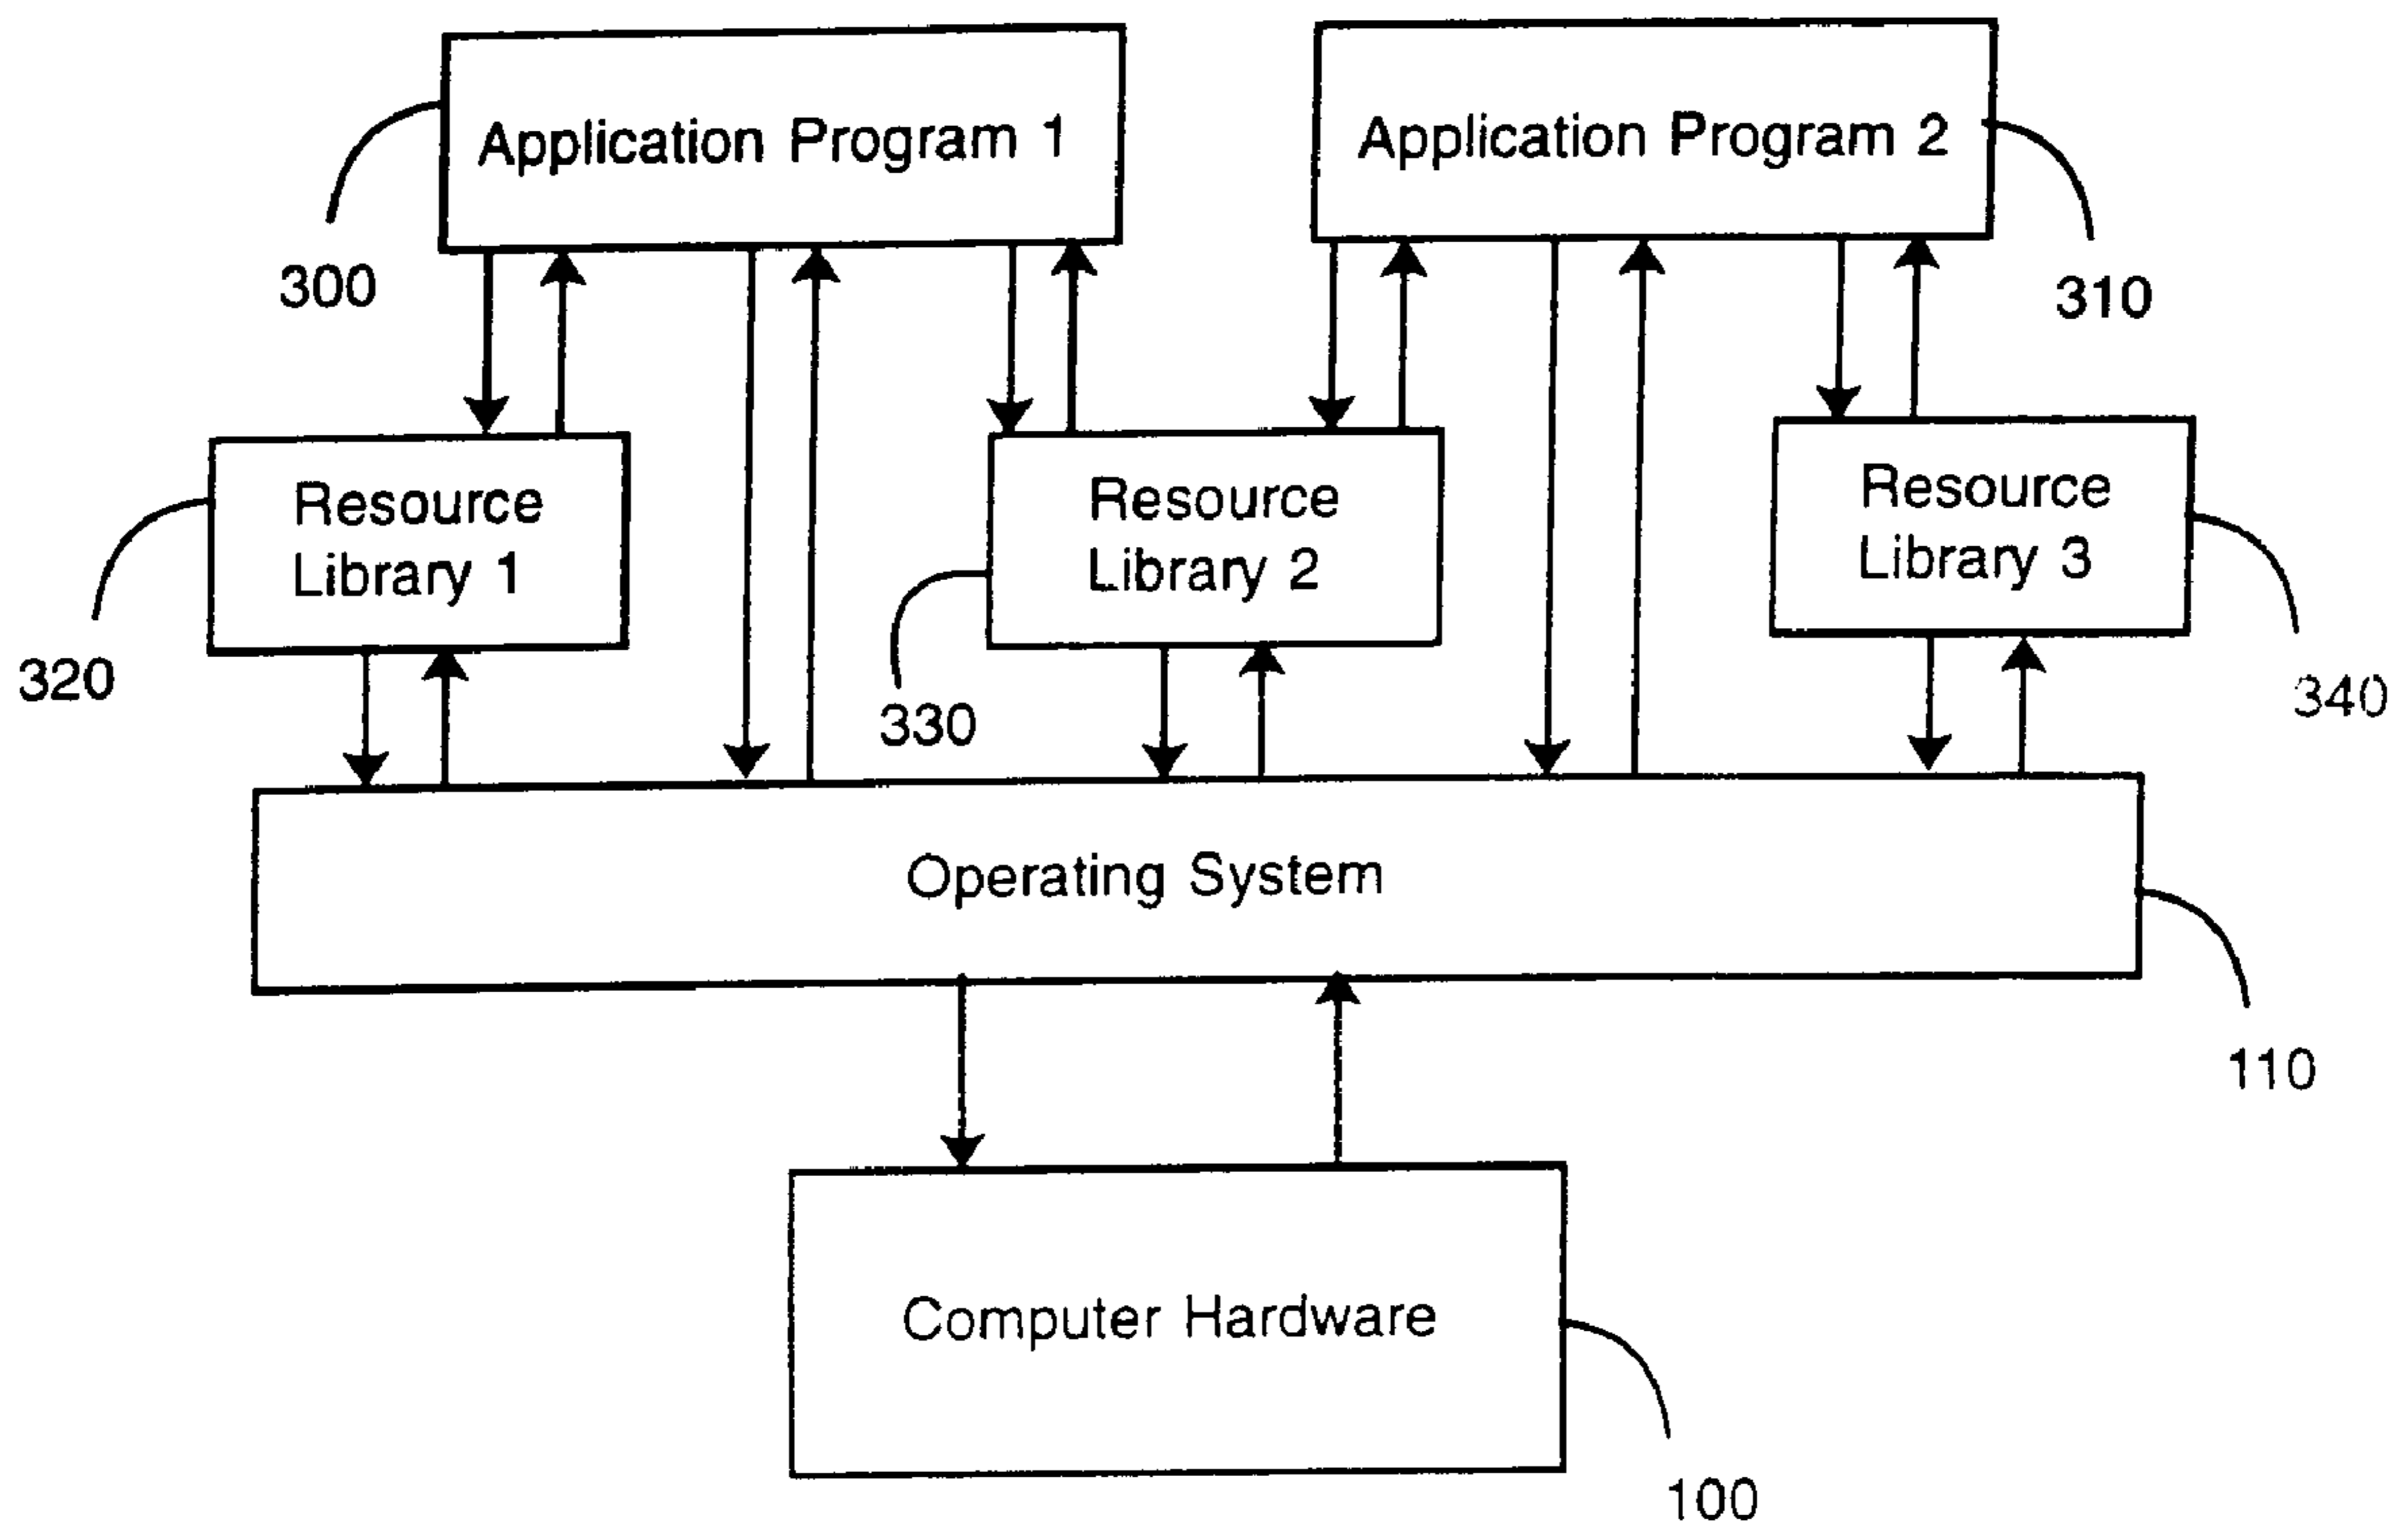 Application Program 1
Application Program 2
300
310
Resource
Library 1
Resource
Library 2
Resource
Library 3
320
330
340
Operating System
110
Computer Hardware
100